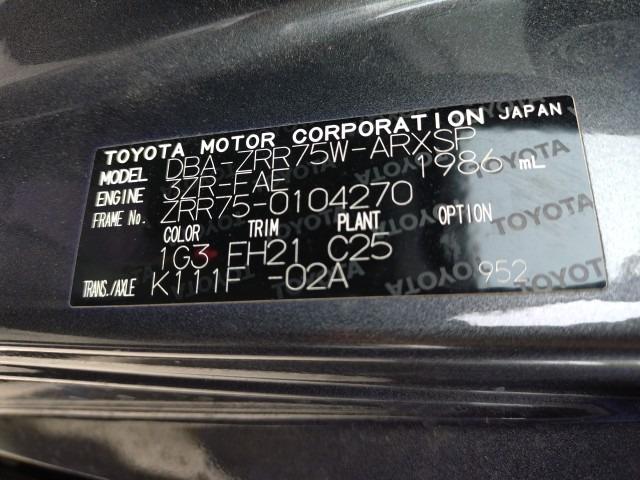 TOYOTA MOTOR CORPORATION JAPAN
MODEL DBA-ZRR75W-ARXSP
ENGINE 3ZR-FAE 1986 mL
FRAME No. ZRR75-0104270
COLOR TRIM PLANT OPTION
1G3 FH21 C25
TRANS./AXLE K111F -02A 952